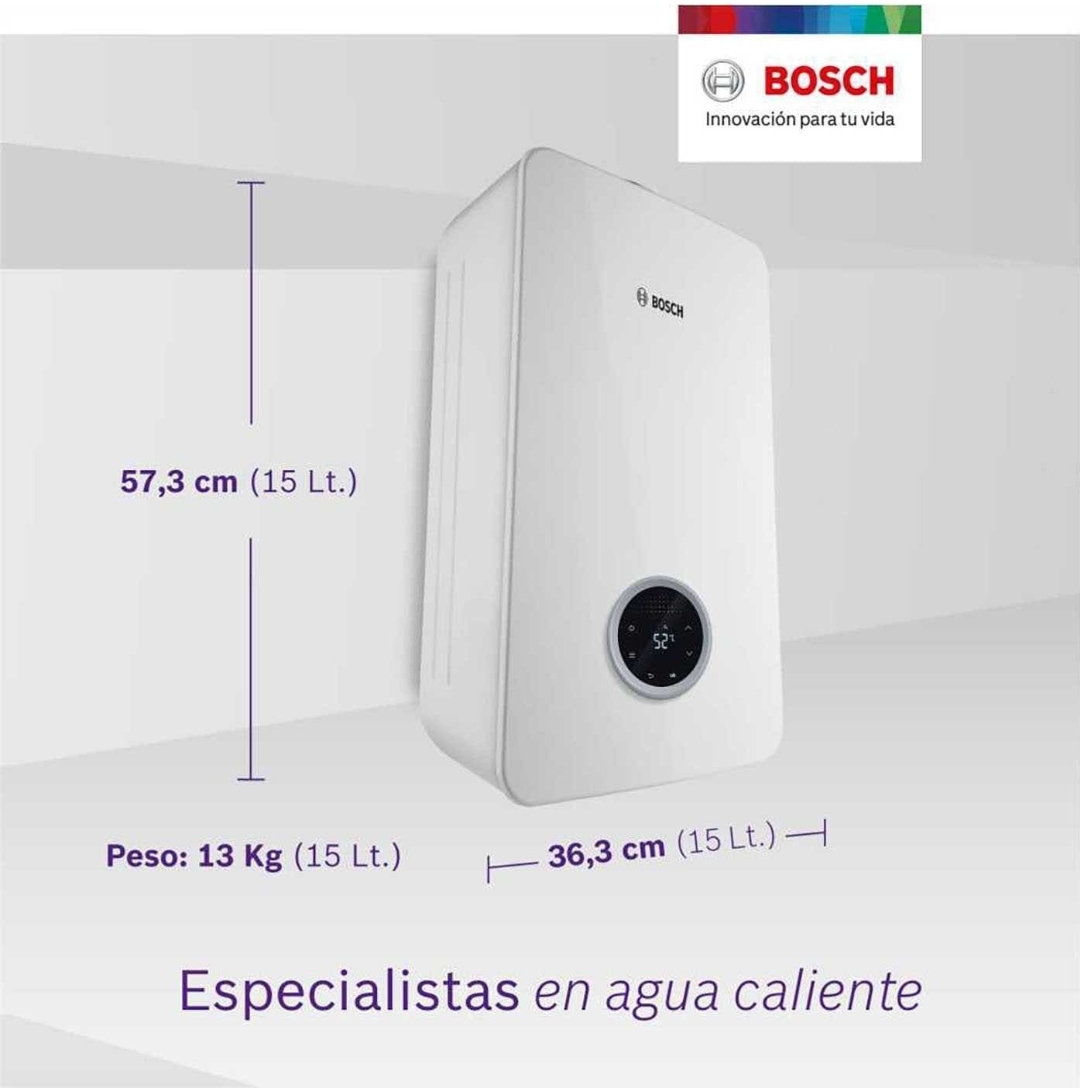 BOSCH
Innovación para tu vida
BOSCH
57,3 cm (15 Lt.)
52°
Peso: 13 Kg (15 Lt.)
36,3 cm (15 Lt.)
Especialistas en agua caliente